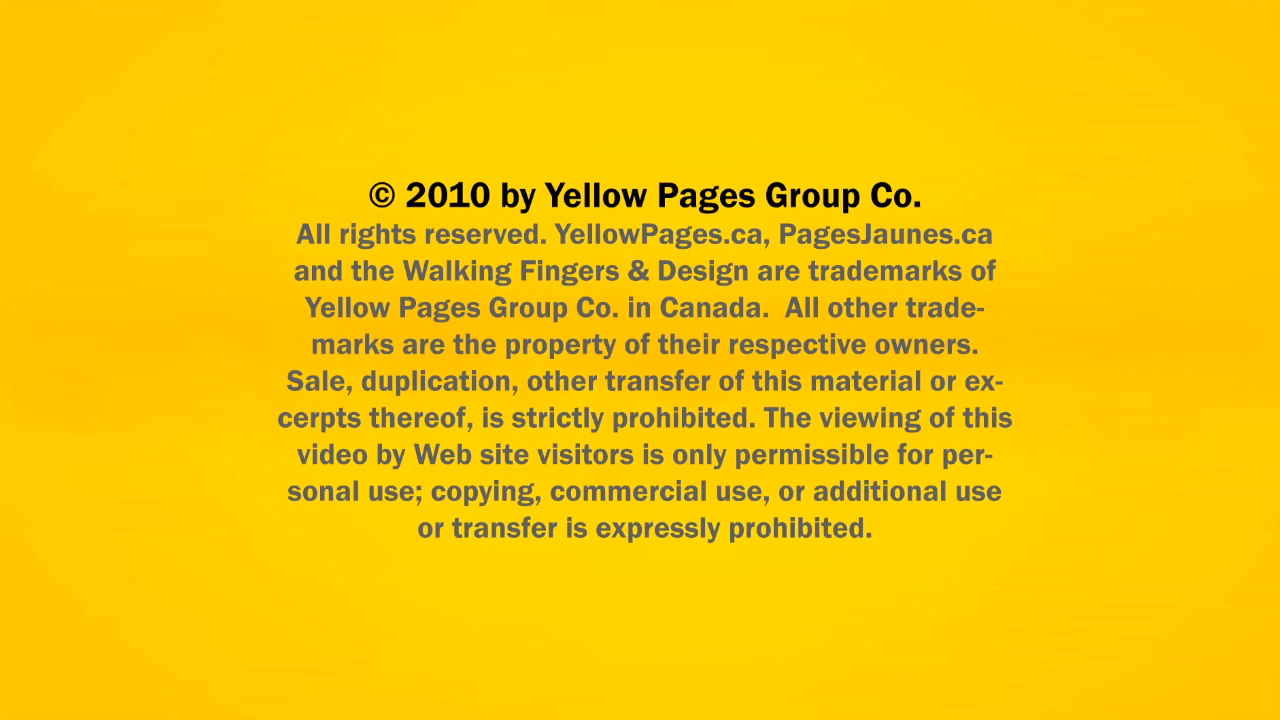 © 2010 by Yellow Pages Group Co.
All rights reserved. YellowPages.ca, PagesJaunes.ca
and the Walking Fingers & Design are trademarks of
Yellow Pages Group Co. in Canada.  All other trade-
marks are the property of their respective owners.
Sale, duplication, other transfer of this material or ex-
cerpts thereof, is strictly prohibited. The viewing of this
video by Web site visitors is only permissible for per-
sonal use; copying, commercial use, or additional use
or transfer is expressly prohibited.